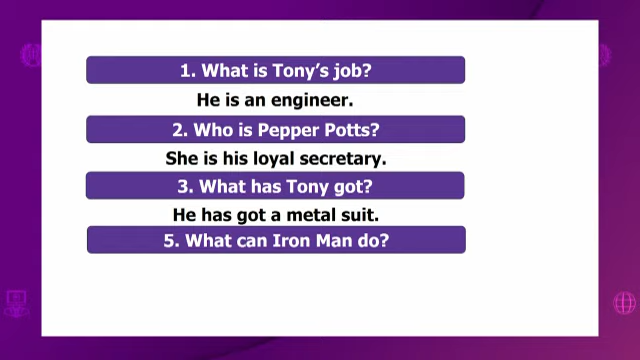 1. What is Tony's job?
He is an engineer.
2. Who is Pepper Potts?
She is his loyal secretary.
3. What has Tony got?
He has got a metal suit.
5. What can Iron Man do?